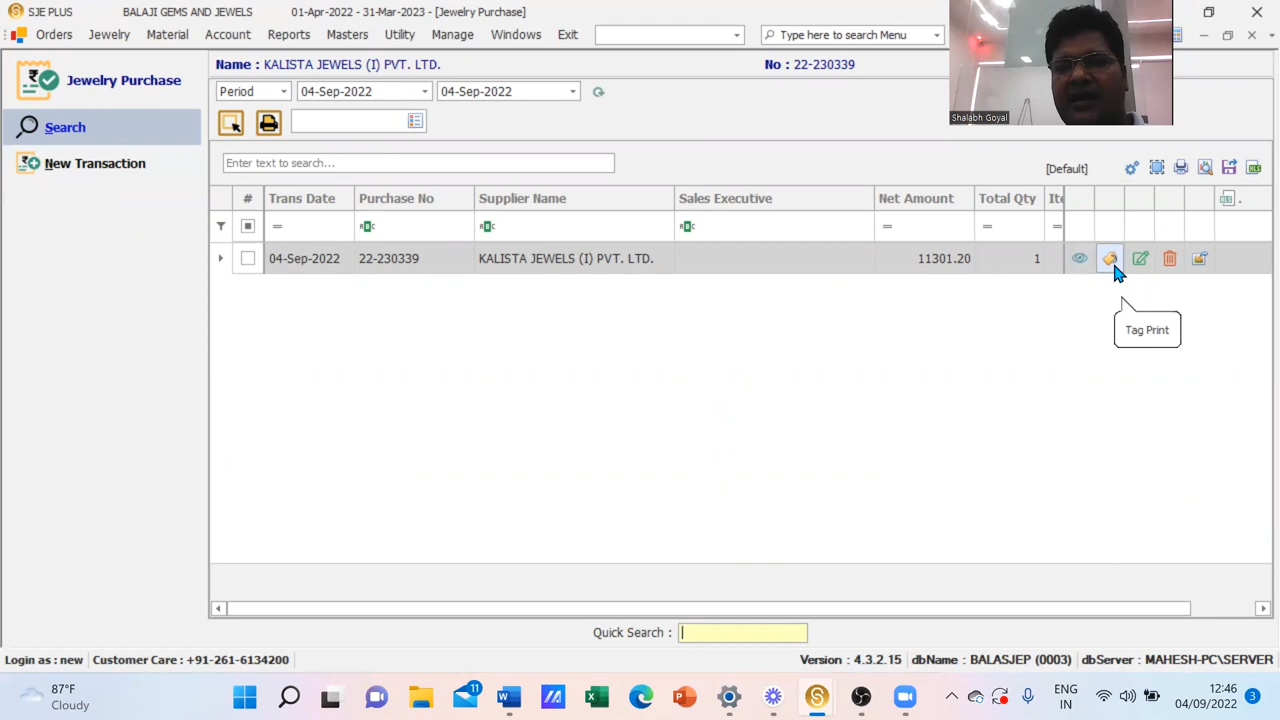 SJE PLUS BALAJI GEMS AND JEWELS 01-Apr-2022 - 31-Mar-2023 - [Jewelry Purchase]
Orders Jewelry Material Account Reports Masters Utility Manage Windows Exit Type here to search Menu
Shalabh Goyal
Jewelry Purchase
Search
New Transaction
Name : KALISTA JEWELS (I) PVT. LTD. No : 22-230339
Period 04-Sep-2022 04-Sep-2022
Enter text to search... [Default]
# Trans Date Purchase No Supplier Name Sales Executive Net Amount Total Qty Ite
04-Sep-2022 22-230339 KALISTA JEWELS (I) PVT. LTD. 11301.20 1
Tag Print
Quick Search :
Login as : new Customer Care : +91-261-6134200 Version : 4.3.2.15 dbName : BALASJEP (0003) dbServer : MAHESH-PC\SERVER
87°F
Cloudy
11
ENG
IN
12:46
04/09/2022
3